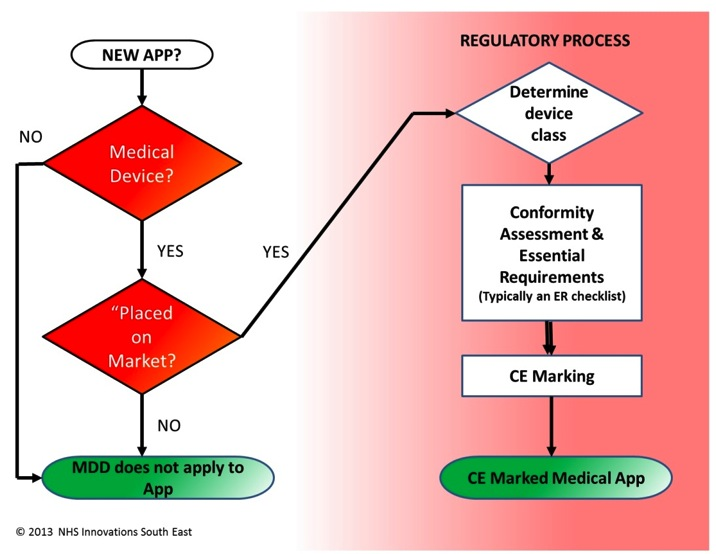 NEW APP?
NO
Medical
Device?
YES
"Placed
on
Market?
NO
MDD does not apply to
App
YES
REGULATORY PROCESS
Determine
device
class
Conformity
Assessment &
Essential
Requirements
(Typically an ER checklist)
CE Marking
CE Marked Medical App
© 2013 NHS Innovations South East